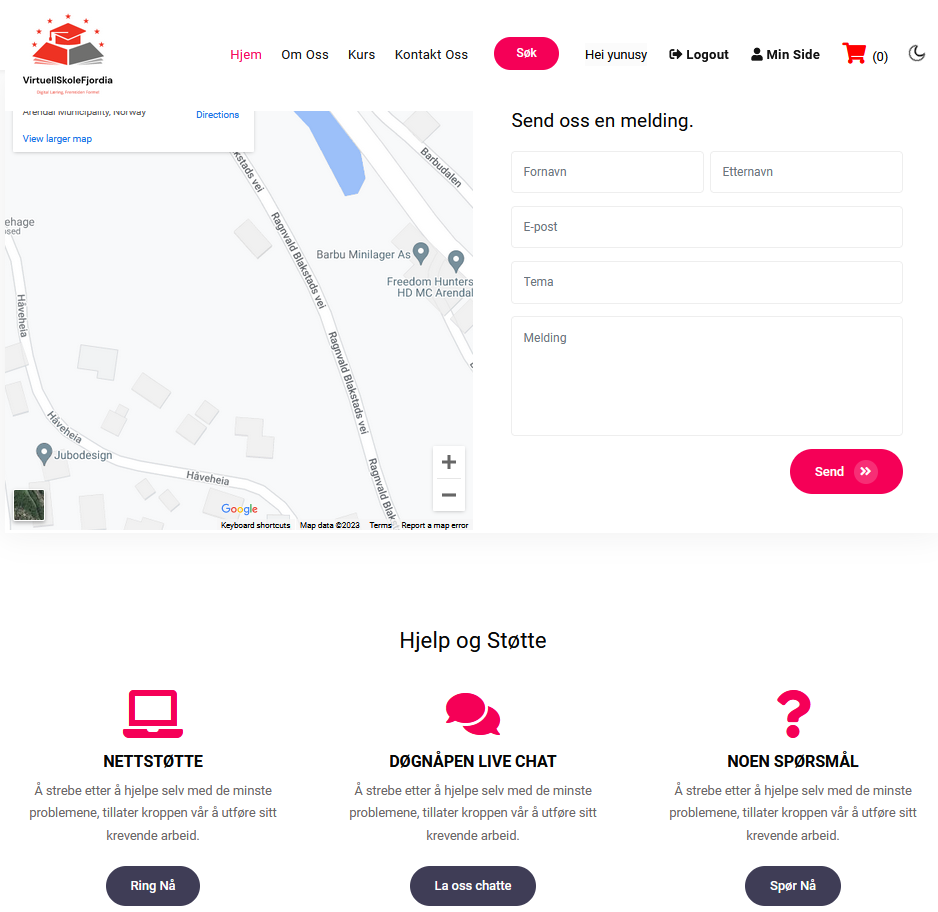 VirtuellSkoleFjordia
Digital Læring, Fremtiden Formet
Hjem Om Oss Kurs Kontakt Oss Søk Hei yunusy Logout Min Side (0)
Arendal Municipality, Norway
Directions
View larger map
Barbudalen
Ragnvald Blakstads vei
Ragnvald Blakstads vei
Barbu Minilager As
Freedom Hunters
HD MC Arendal
Håveheia
Ragnvald Blakstads vei
Håveheia
Jubodesign
Håveheia
Google
Keyboard shortcuts Map data ©2023 Terms Report a map error
Send oss en melding.
Fornavn Etternavn
E-post
Tema
Melding
Send
Hjelp og Støtte
NETTSTØTTE
Å strebe etter å hjelpe selv med de minste
problemene, tillater kroppen vår å utføre sitt
krevende arbeid.
Ring Nå
DØGNÅPEN LIVE CHAT
Å strebe etter å hjelpe selv med de minste
problemene, tillater kroppen vår å utføre sitt
krevende arbeid.
La oss chatte
NOEN SPØRSMÅL
Å strebe etter å hjelpe selv med de minste
problemene, tillater kroppen vår å utføre sitt
krevende arbeid.
Spør Nå